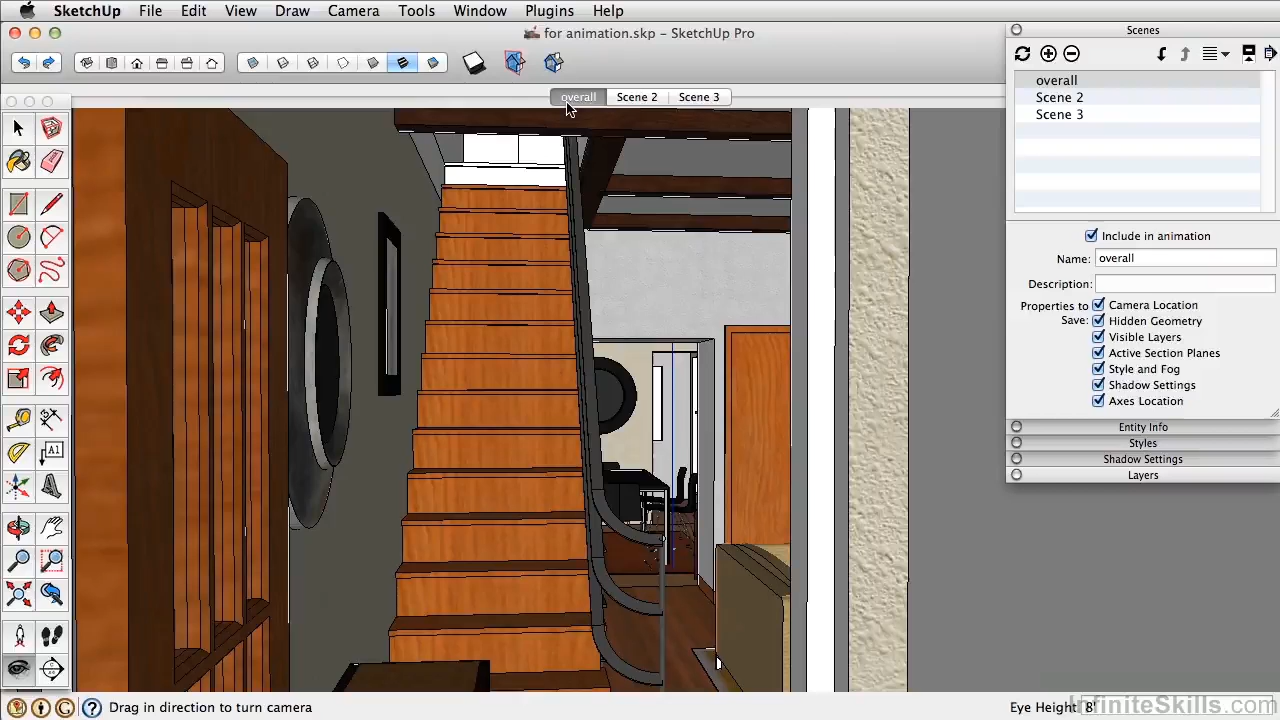 SketchUp File Edit View Draw Camera Tools Window Plugins Help
for animation.skp – SketchUp Pro
Scenes
overall Scene 2 Scene 3
overall
Scene 2
Scene 3
Include in animation
Name: overall
Description:
Properties to Save:
Camera Location
Hidden Geometry
Visible Layers
Active Section Planes
Style and Fog
Shadow Settings
Axes Location
Entity Info
Styles
Shadow Settings
Layers
A1
Drag in direction to turn camera
Eye Height: 8'
InfiniteSkills.com